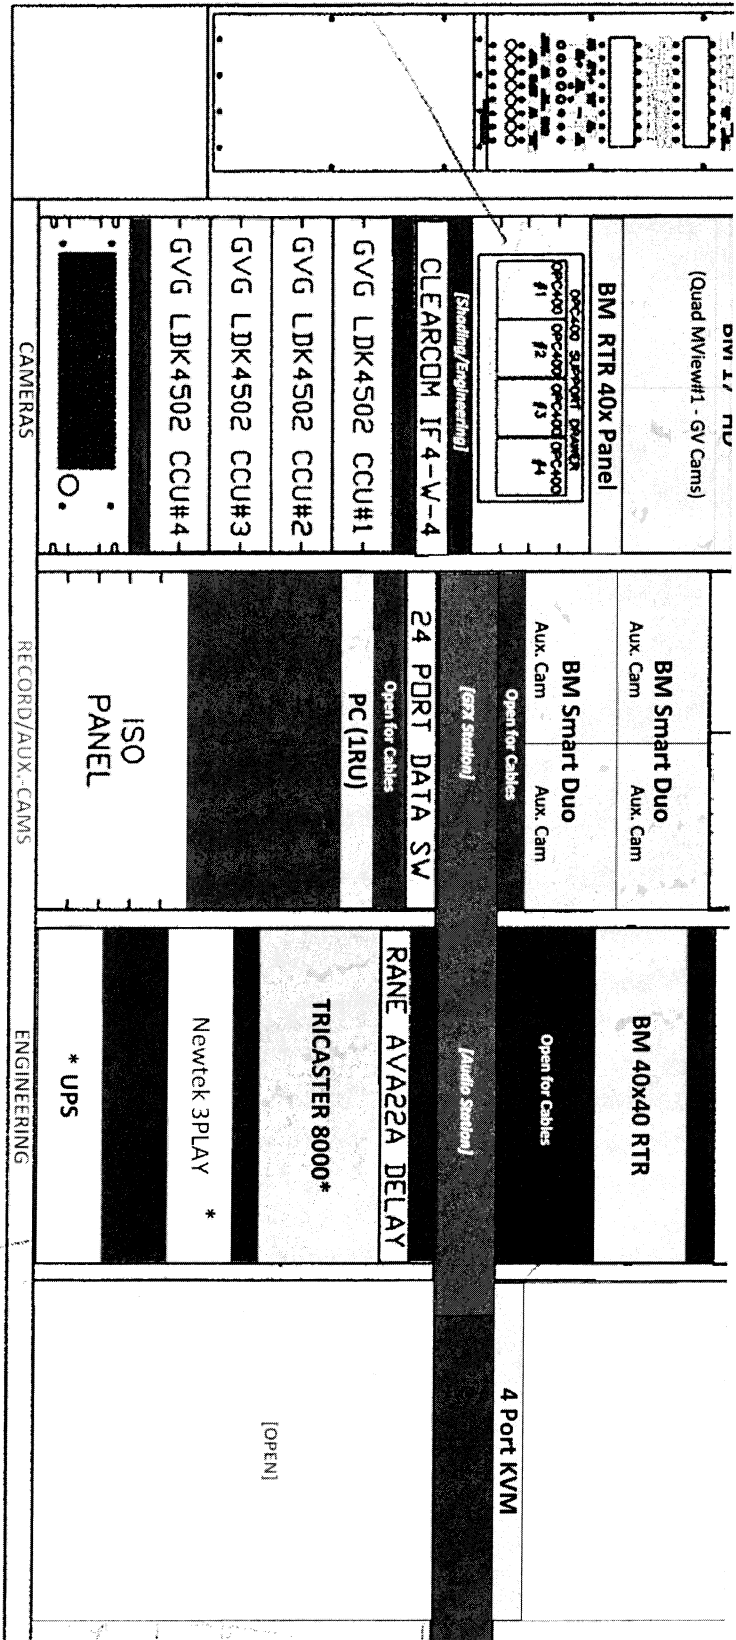 BM 17" HD
(Quad MView#1 - GV Cams)
BM RTR 40x Panel
OPC400 SUPPORT DRAWER
OPC400 OPC400 OPC400 OPC400
#1 #2 #3 #4
[Shading/Engineering]
CLEARCOM IF4-W-4
GVG LDK4502 CCU#1
GVG LDK4502 CCU#2
GVG LDK4502 CCU#3
GVG LDK4502 CCU#4
CAMERAS
BM Smart Duo
Aux. Cam Aux. Cam
BM Smart Duo
Aux. Cam Aux. Cam
Open for Cables
[GFX Station]
24 PORT DATA SW
Open for Cables
PC (1RU)
ISO
PANEL
RECORD/AUX. CAMS
BM 40x40 RTR
Open for Cables
[Audio Station]
RANE AVA22A DELAY
TRICASTER 8000*
Newtek 3PLAY *
* UPS
ENGINEERING
4 Port KVM
[OPEN]